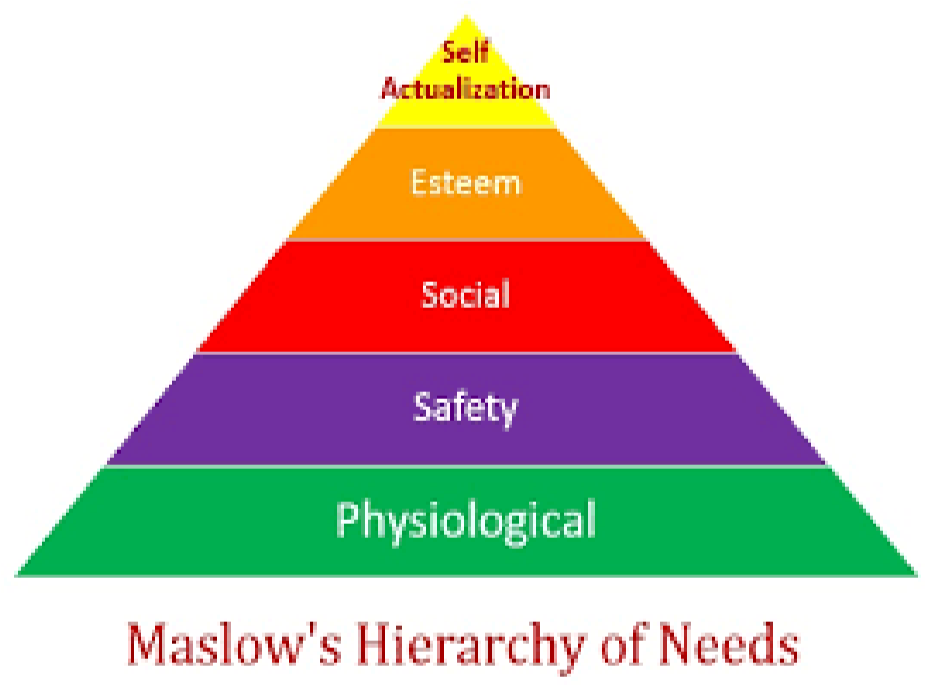 Self
Actualization
Esteem
Social
Safety
Physiological
Maslow's Hierarchy of Needs